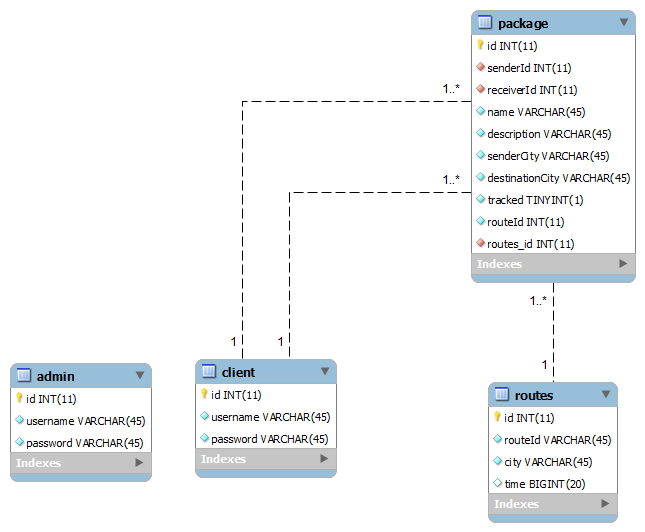 package
id INT(11)
senderId INT(11)
receiverId INT(11)
name VARCHAR(45)
description VARCHAR(45)
senderCity VARCHAR(45)
destinationCity VARCHAR(45)
tracked TINYINT(1)
routeId INT(11)
routes_id INT(11)
Indexes
1..*
1..*
1..*
1
1
1
admin
id INT(11)
username VARCHAR(45)
password VARCHAR(45)
Indexes
client
id INT(11)
username VARCHAR(45)
password VARCHAR(45)
Indexes
routes
id INT(11)
routeId VARCHAR(45)
city VARCHAR(45)
time BIGINT(20)
Indexes